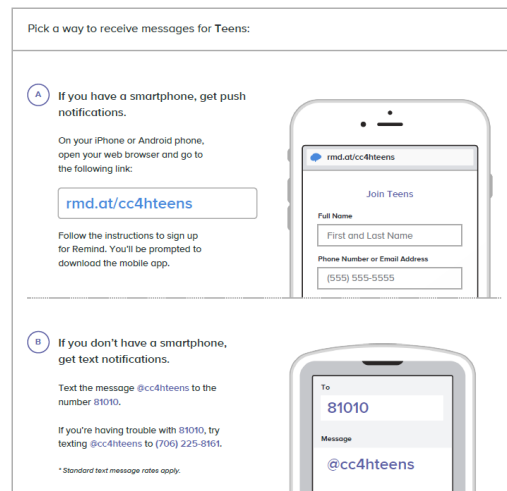 Pick a way to receive messages for Teens:
A
If you have a smartphone, get push
notifications.
On your iPhone or Android phone,
open your web browser and go to
the following link:
rmd.at/cc4hteens
Follow the instructions to sign up
for Remind. You'll be prompted to
download the mobile app.
rmd.at/cc4hteens
Join Teens
Full Name
First and Last Name
Phone Number or Email Address
(555) 555-5555
B
If you don't have a smartphone,
get text notifications.
Text the message @cc4hteens to the
number 81010.
If you're having trouble with 81010, try
texting @cc4hteens to (706) 225-8161.
* Standard text message rates apply.
To
81010
Message
@cc4hteens